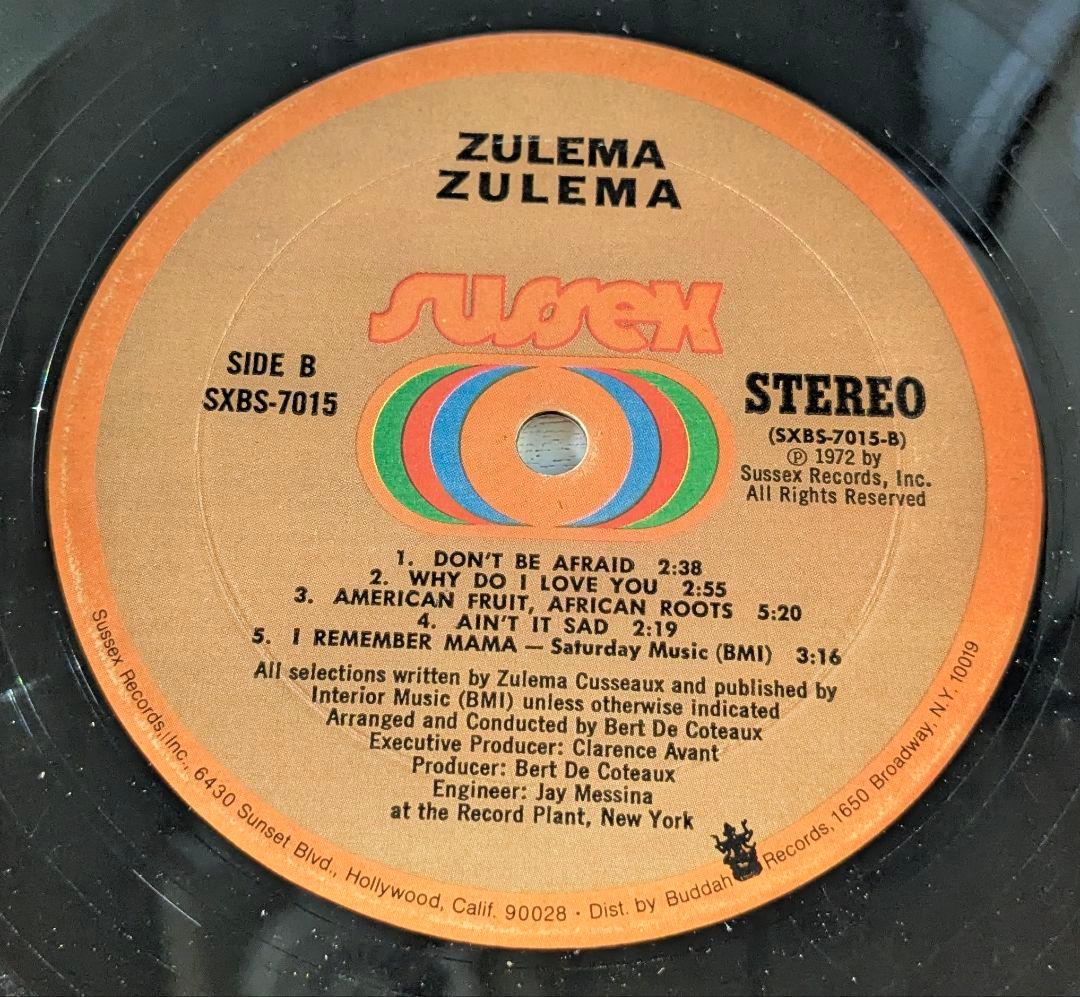 ZULEMA
ZULEMA
sussex
SIDE B
SXBS-7015
STEREO
(SXBS-7015-B)
Ⓟ 1972 by
Sussex Records, Inc.
All Rights Reserved
1. DON'T BE AFRAID 2:38
2. WHY DO I LOVE YOU 2:55
3. AMERICAN FRUIT, AFRICAN ROOTS 5:20
4. AIN'T IT SAD 2:19
5. I REMEMBER MAMA — Saturday Music (BMI) 3:16
All selections written by Zulema Cusseaux and published by
Interior Music (BMI) unless otherwise indicated
Arranged and Conducted by Bert De Coteaux
Executive Producer: Clarence Avant
Producer: Bert De Coteaux
Engineer: Jay Messina
at the Record Plant, New York
Sussex Records, Inc., 6430 Sunset Blvd., Hollywood, Calif. 90028 · Dist. by Buddah Records, 1650 Broadway, N.Y. 10019